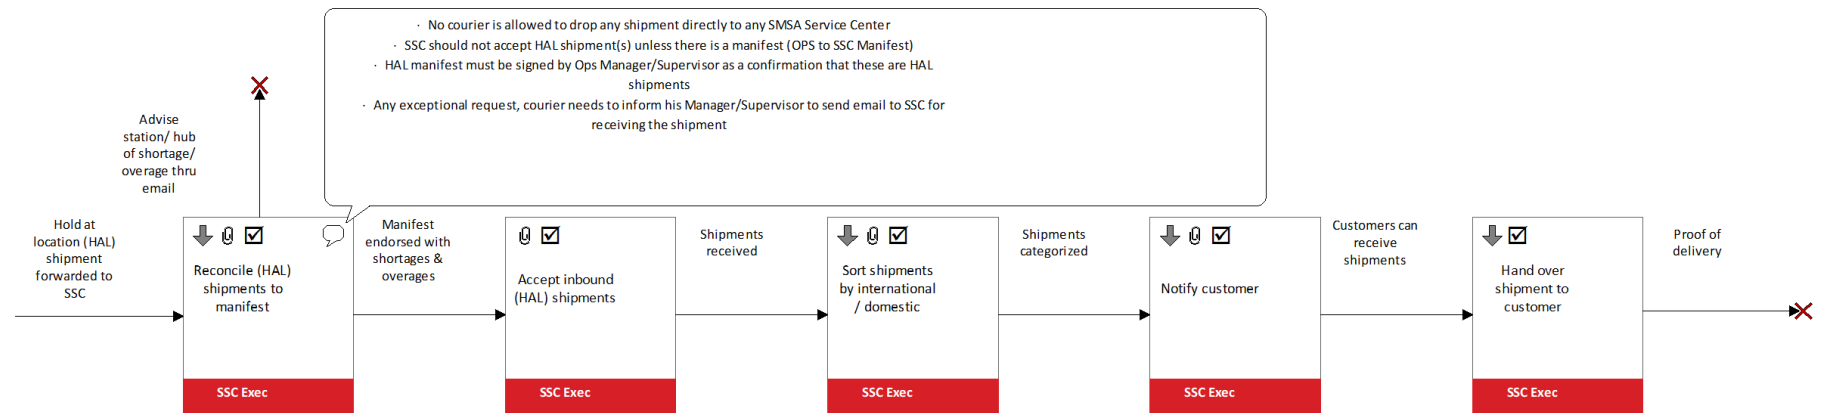 · No courier is allowed to drop any shipment directly to any SMSA Service Center
· SSC should not accept HAL shipment(s) unless there is a manifest (OPS to SSC Manifest)
· HAL manifest must be signed by Ops Manager/Supervisor as a confirmation that these are HAL
shipments
· Any exceptional request, courier needs to inform his Manager/Supervisor to send email to SSC for
receiving the shipment
Advise
station/ hub
of shortage/
overage thru
email
Hold at
location (HAL)
shipment
forwarded to
SSC
Reconcile (HAL)
shipments to
manifest
SSC Exec
Manifest
endorsed with
shortages &
overages
Accept inbound
(HAL) shipments
SSC Exec
Shipments
received
Sort shipments
by international
/ domestic
SSC Exec
Shipments
categorized
Notify customer
SSC Exec
Customers can
receive
shipments
Hand over
shipment to
customer
SSC Exec
Proof of
delivery